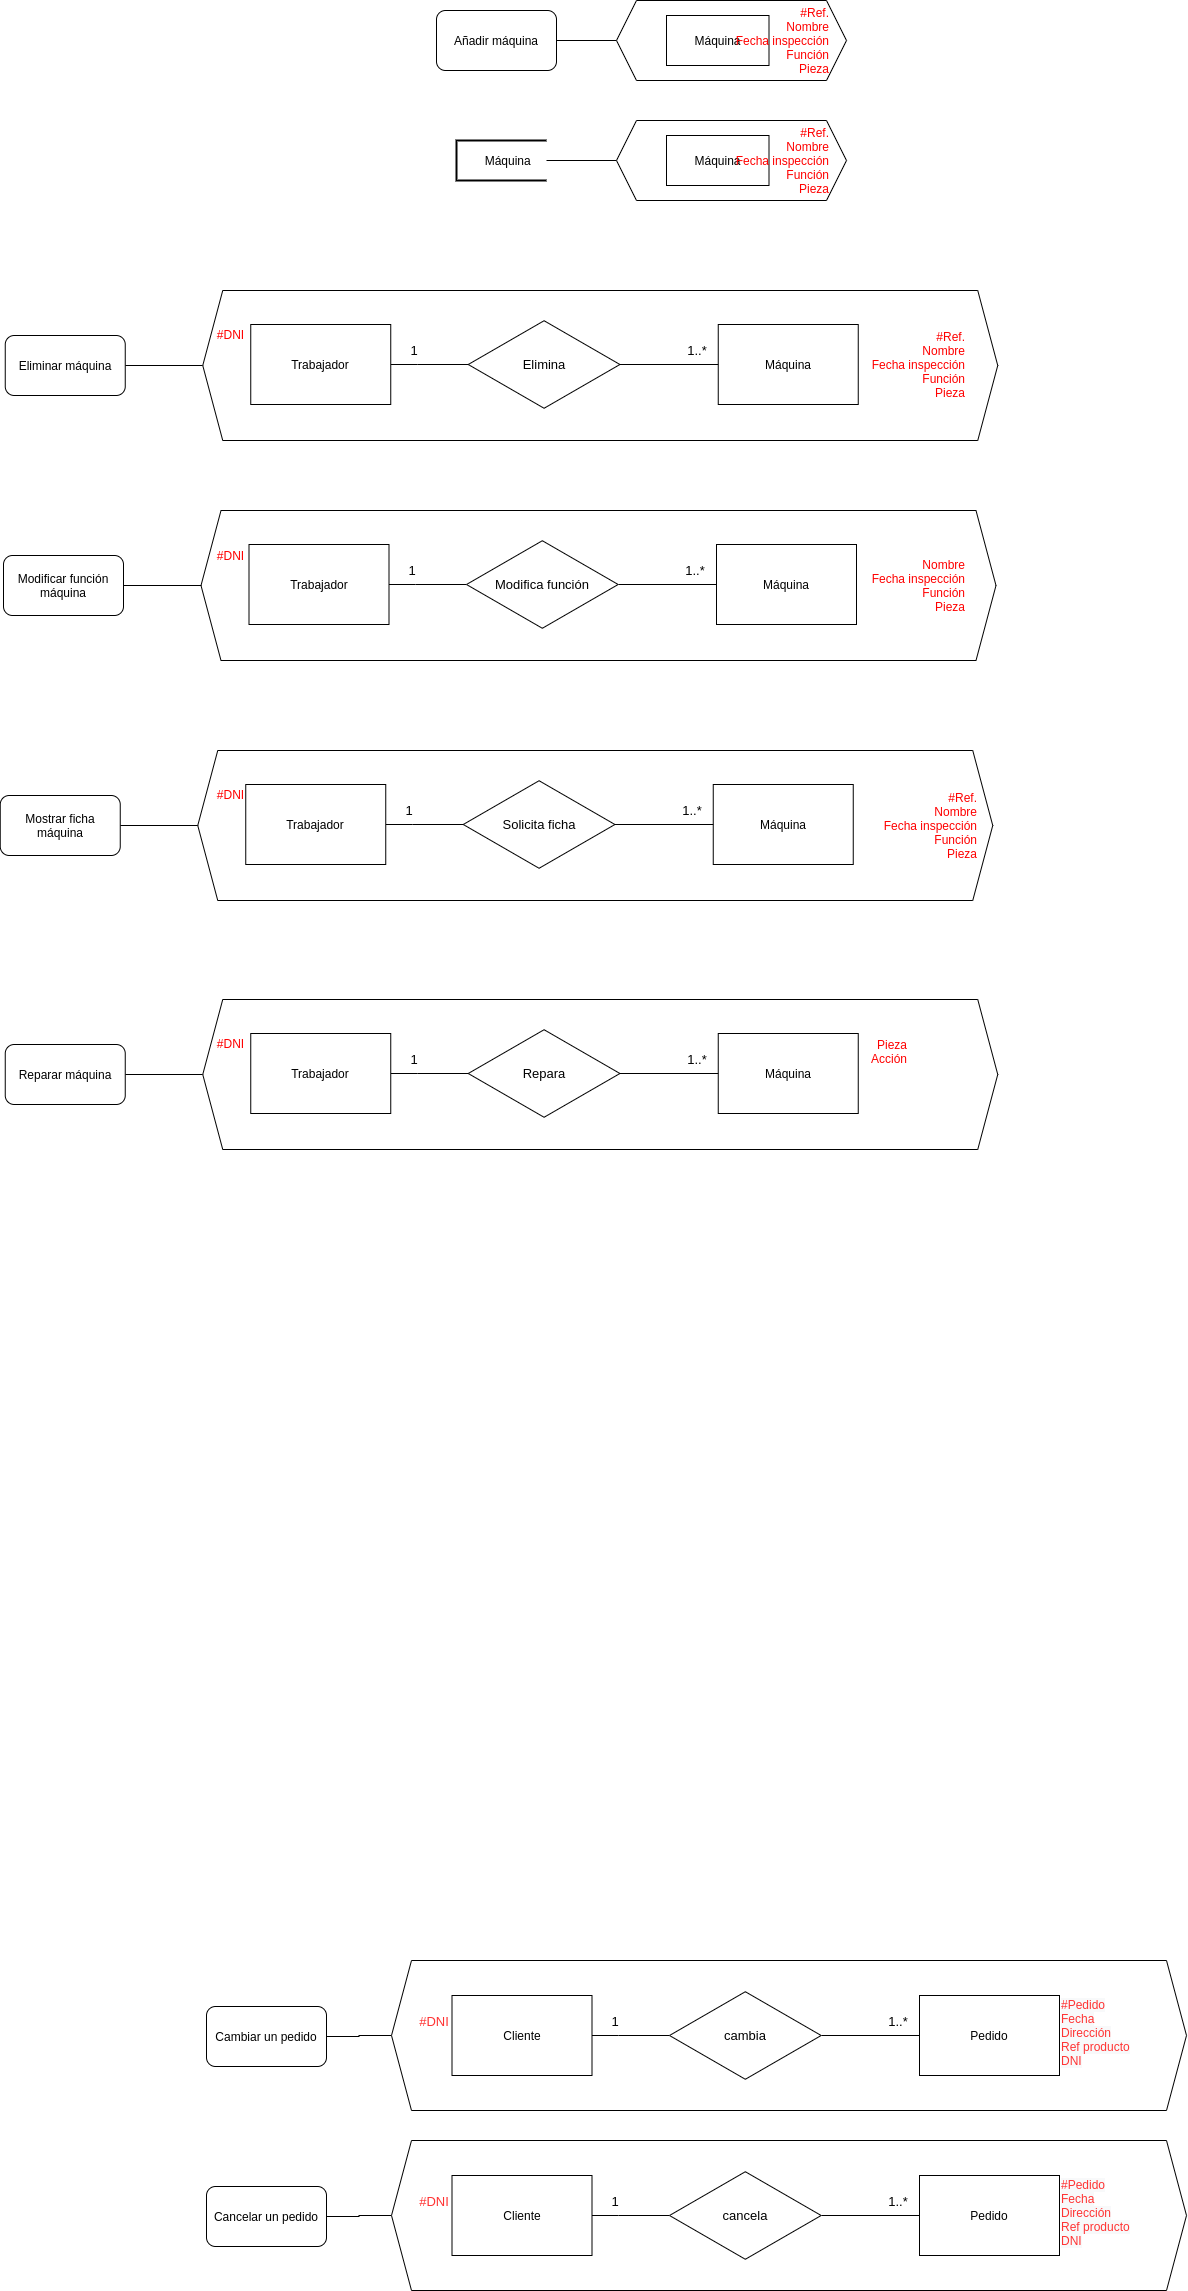 Añadir máquina
Máquina
#Ref.
Nombre
Fecha inspección
Función
Pieza
Máquina
Máquina
#Ref.
Nombre
Fecha inspección
Función
Pieza
Eliminar máquina
#DNI
Trabajador
1
Elimina
1..*
Máquina
#Ref.
Nombre
Fecha inspección
Función
Pieza
Modificar función
máquina
#DNI
Trabajador
1
Modifica función
1..*
Máquina
Nombre
Fecha inspección
Función
Pieza
Mostrar ficha
máquina
#DNI
Trabajador
1
Solicita ficha
1..*
Máquina
#Ref.
Nombre
Fecha inspección
Función
Pieza
Reparar máquina
#DNI
Trabajador
1
Repara
1..*
Máquina
Pieza
Acción
Cambiar un pedido
#DNI
Cliente
1
cambia
1..*
Pedido
#Pedido
Fecha
Dirección
Ref producto
DNI
Cancelar un pedido
#DNI
Cliente
1
cancela
1..*
Pedido
#Pedido
Fecha
Dirección
Ref producto
DNI